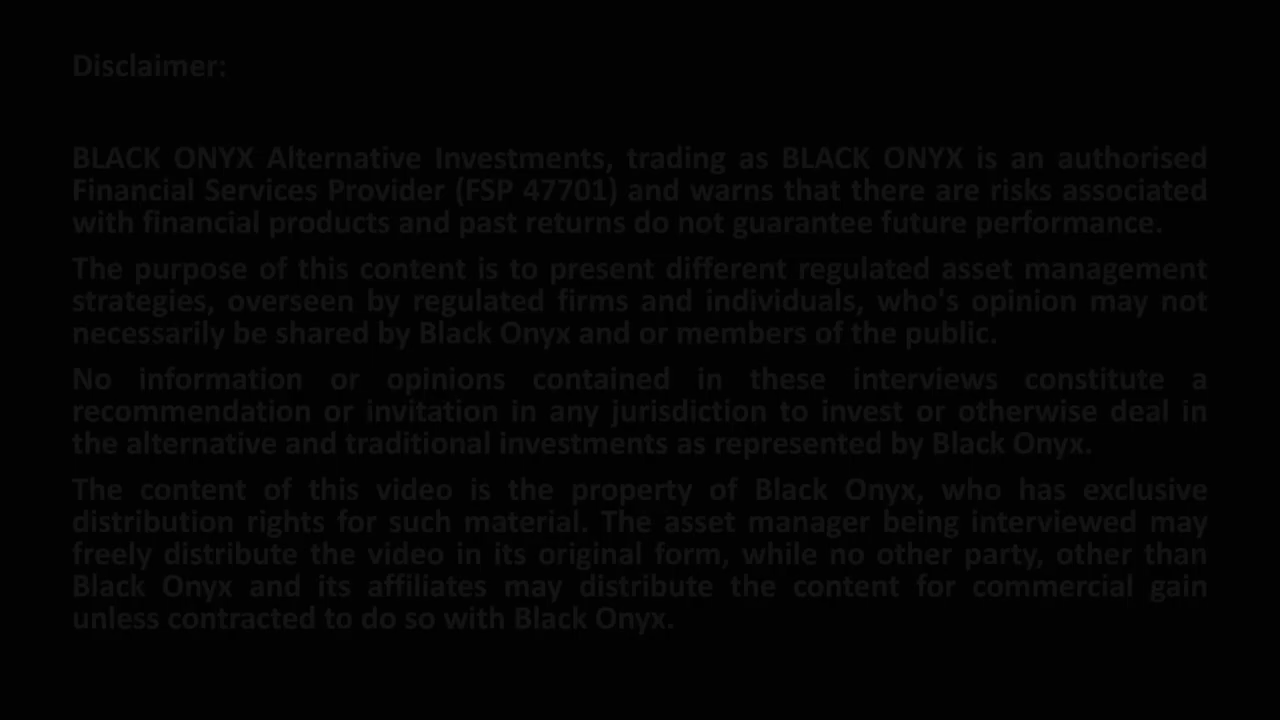 Disclaimer:
BLACK ONYX Alternative Investments, trading as BLACK ONYX is an authorised
Financial Services Provider (FSP 47701) and warns that there are risks associated
with financial products and past returns do not guarantee future performance.
The purpose of this content is to present different regulated asset management
strategies, overseen by regulated firms and individuals, who's opinion may not
necessarily be shared by Black Onyx and or members of the public.
No information or opinions contained in these interviews constitute a
recommendation or invitation in any jurisdiction to invest or otherwise deal in
the alternative and traditional investments as represented by Black Onyx.
The content of this video is the property of Black Onyx, who has exclusive
distribution rights for such material. The asset manager being interviewed may
freely distribute the video in its original form, while no other party, other than
Black Onyx and its affiliates may distribute the content for commercial gain
unless contracted to do so with Black Onyx.